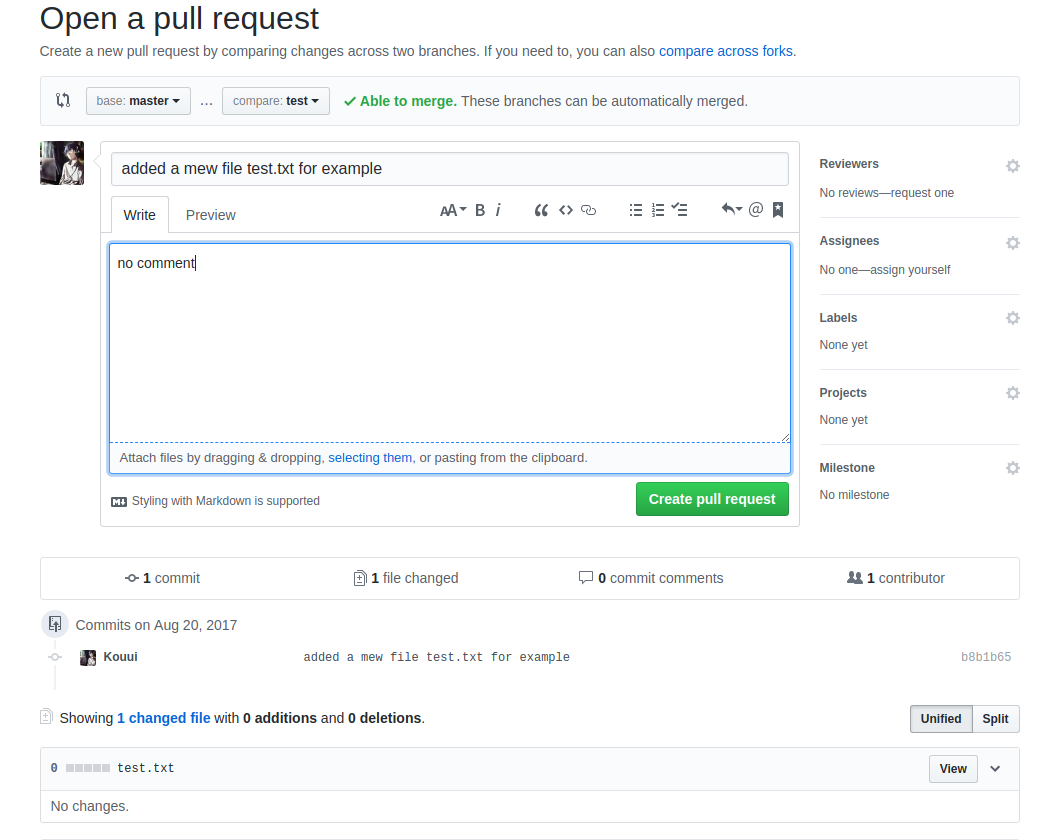 Open a pull request
Create a new pull request by comparing changes across two branches. If you need to, you can also compare across forks.
base: master ... compare: test Able to merge. These branches can be automatically merged.
added a mew file test.txt for example
Write Preview AA B i
no comment
Attach files by dragging & dropping, selecting them, or pasting from the clipboard.
Styling with Markdown is supported Create pull request
Reviewers
No reviews—request one
Assignees
No one—assign yourself
Labels
None yet
Projects
None yet
Milestone
No milestone
1 commit 1 file changed 0 commit comments 1 contributor
Commits on Aug 20, 2017
Kouui added a mew file test.txt for example b8b1b65
Showing 1 changed file with 0 additions and 0 deletions. Unified Split
0 test.txt View
No changes.